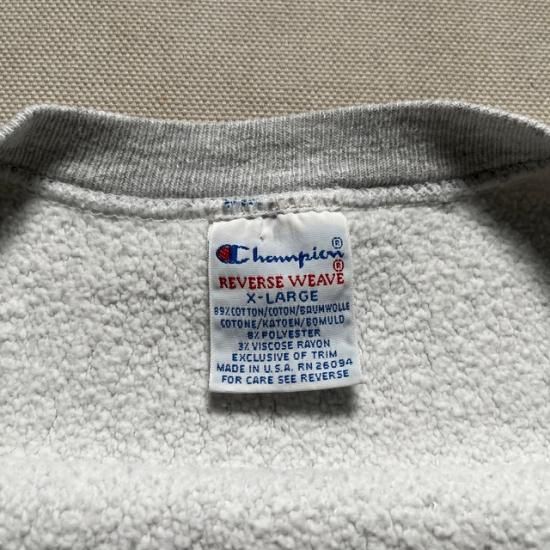 Champion®
REVERSE WEAVE®
X-LARGE
89% COTTON/COTON/BAUMWOLLE
COTONE/KATOEN/BOMULD
8% POLYESTER
3% VISCOSE RAYON
EXCLUSIVE OF TRIM
MADE IN U.S.A. RN 26094
FOR CARE SEE REVERSE